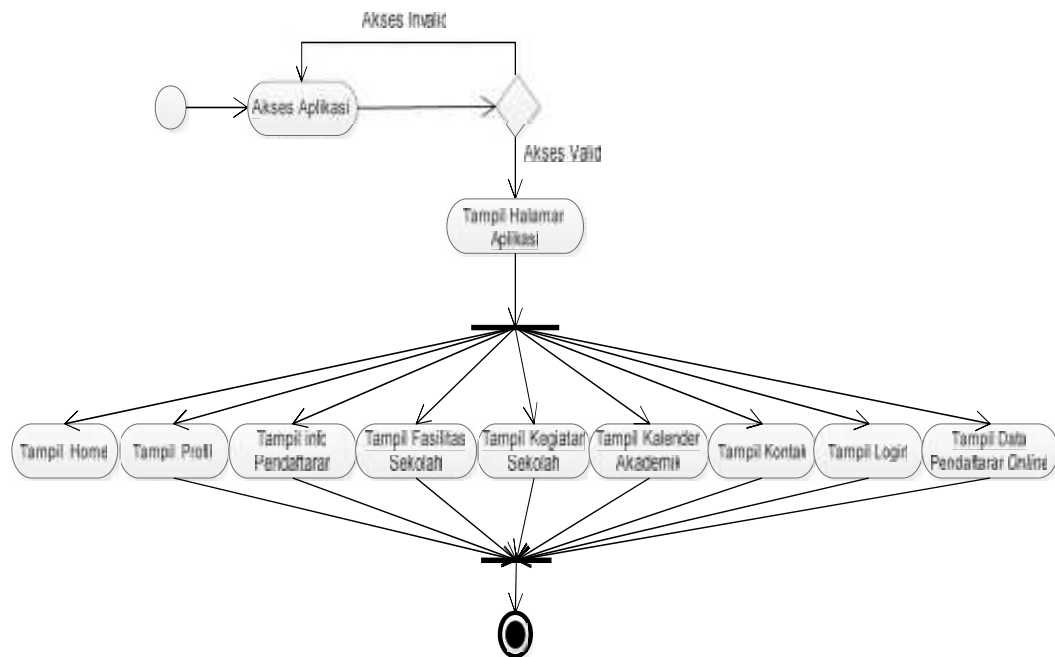 Akses Invalid
Akses Aplikasi
Akses Valid
Tampil Halaman
Aplikasi
Tampil Home
Tampil Profil
Tampil info
Pendaftaran
Tampil Fasilitas
Sekolah
Tampil Kegiatan
Sekolah
Tampil Kalender
Akademik
Tampil Kontak
Tampil Login
Tampil Data
Pendaftaran Online